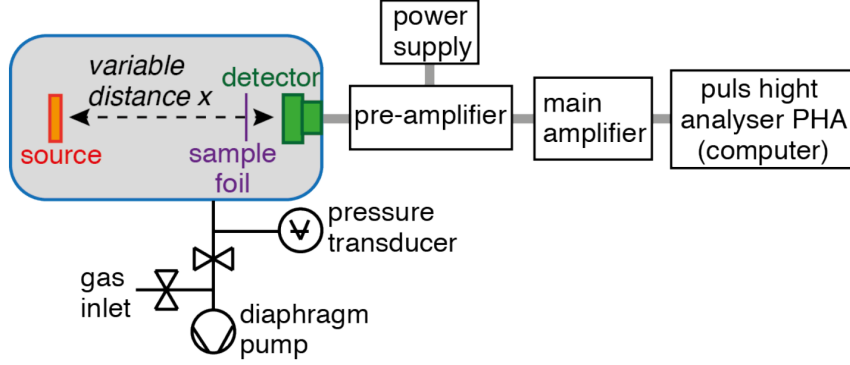 power
supply
variable
distance x
detector
source
sample
foil
pre-amplifier
main
amplifier
puls hight
analyser PHA
(computer)
pressure
transducer
gas
inlet
diaphragm
pump